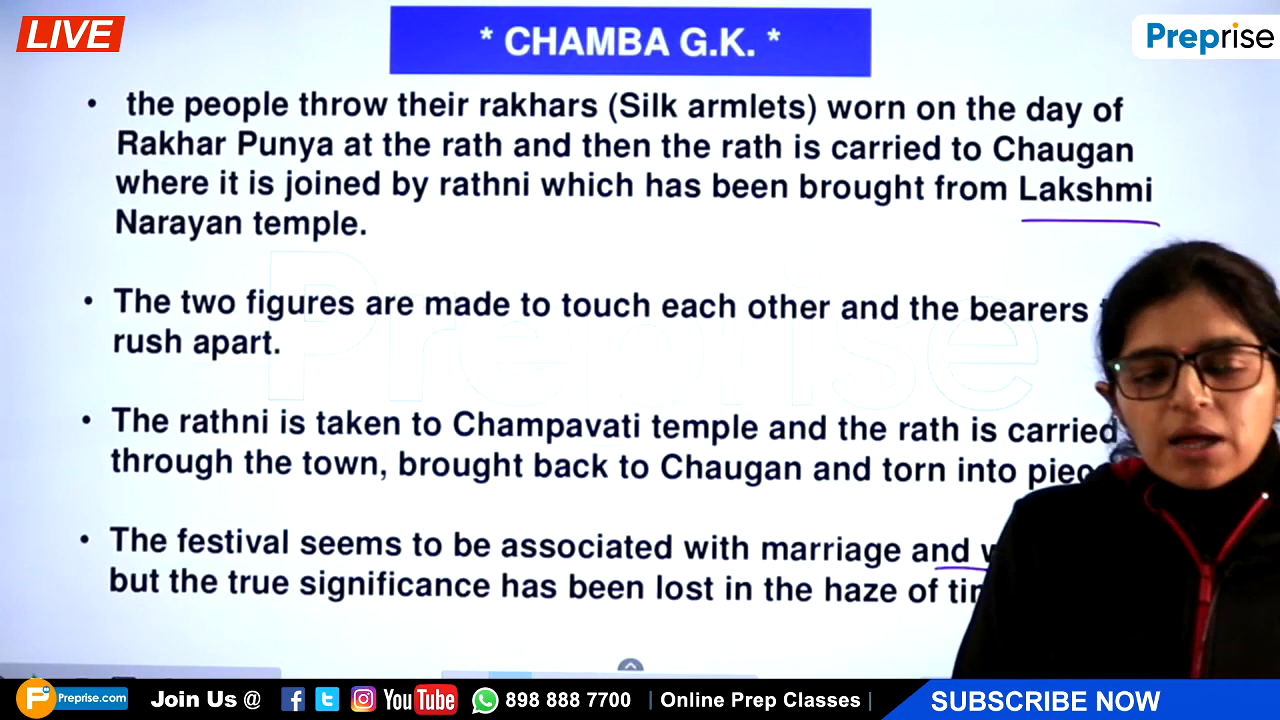 LIVE
* CHAMBA G.K. *
Preprise
• the people throw their rakhars (Silk armlets) worn on the day of
Rakhar Punya at the rath and then the rath is carried to Chaugan
where it is joined by rathni which has been brought from Lakshmi
Narayan temple.
• The two figures are made to touch each other and the bearers
rush apart.
• The rathni is taken to Champavati temple and the rath is carried
through the town, brought back to Chaugan and torn into
• The festival seems to be associated with marriage and
but the true significance has been lost in the haze of
Preprise
Preprise.com
Join Us @
YouTube
898 888 7700
| Online Prep Classes |
SUBSCRIBE NOW